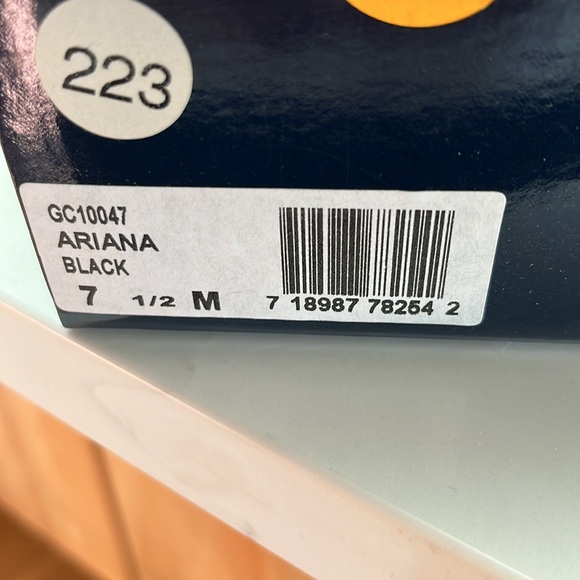 223
GC10047
ARIANA
BLACK
7 1/2 M
7 18987 78254 2